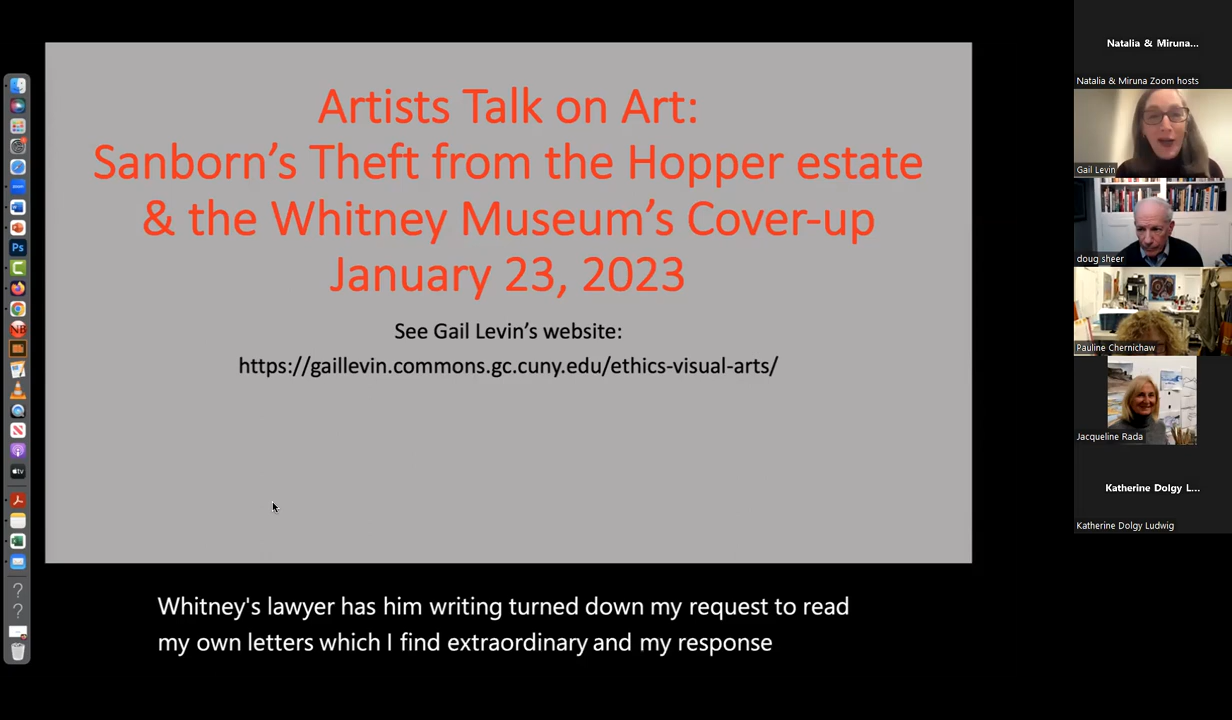 Artists Talk on Art:
Sanborn’s Theft from the Hopper estate
& the Whitney Museum’s Cover-up
January 23, 2023
See Gail Levin’s website:
https://gaillevin.commons.gc.cuny.edu/ethics-visual-arts/
Whitney's lawyer has him writing turned down my request to read
my own letters which I find extraordinary and my response
Natalia & Miruna...
Natalia & Miruna Zoom hosts
Gail Levin
doug sheer
Pauline Chernichaw
Jacqueline Rada
Katherine Dolgy L...
Katherine Dolgy Ludwig
Ps
NB
tv